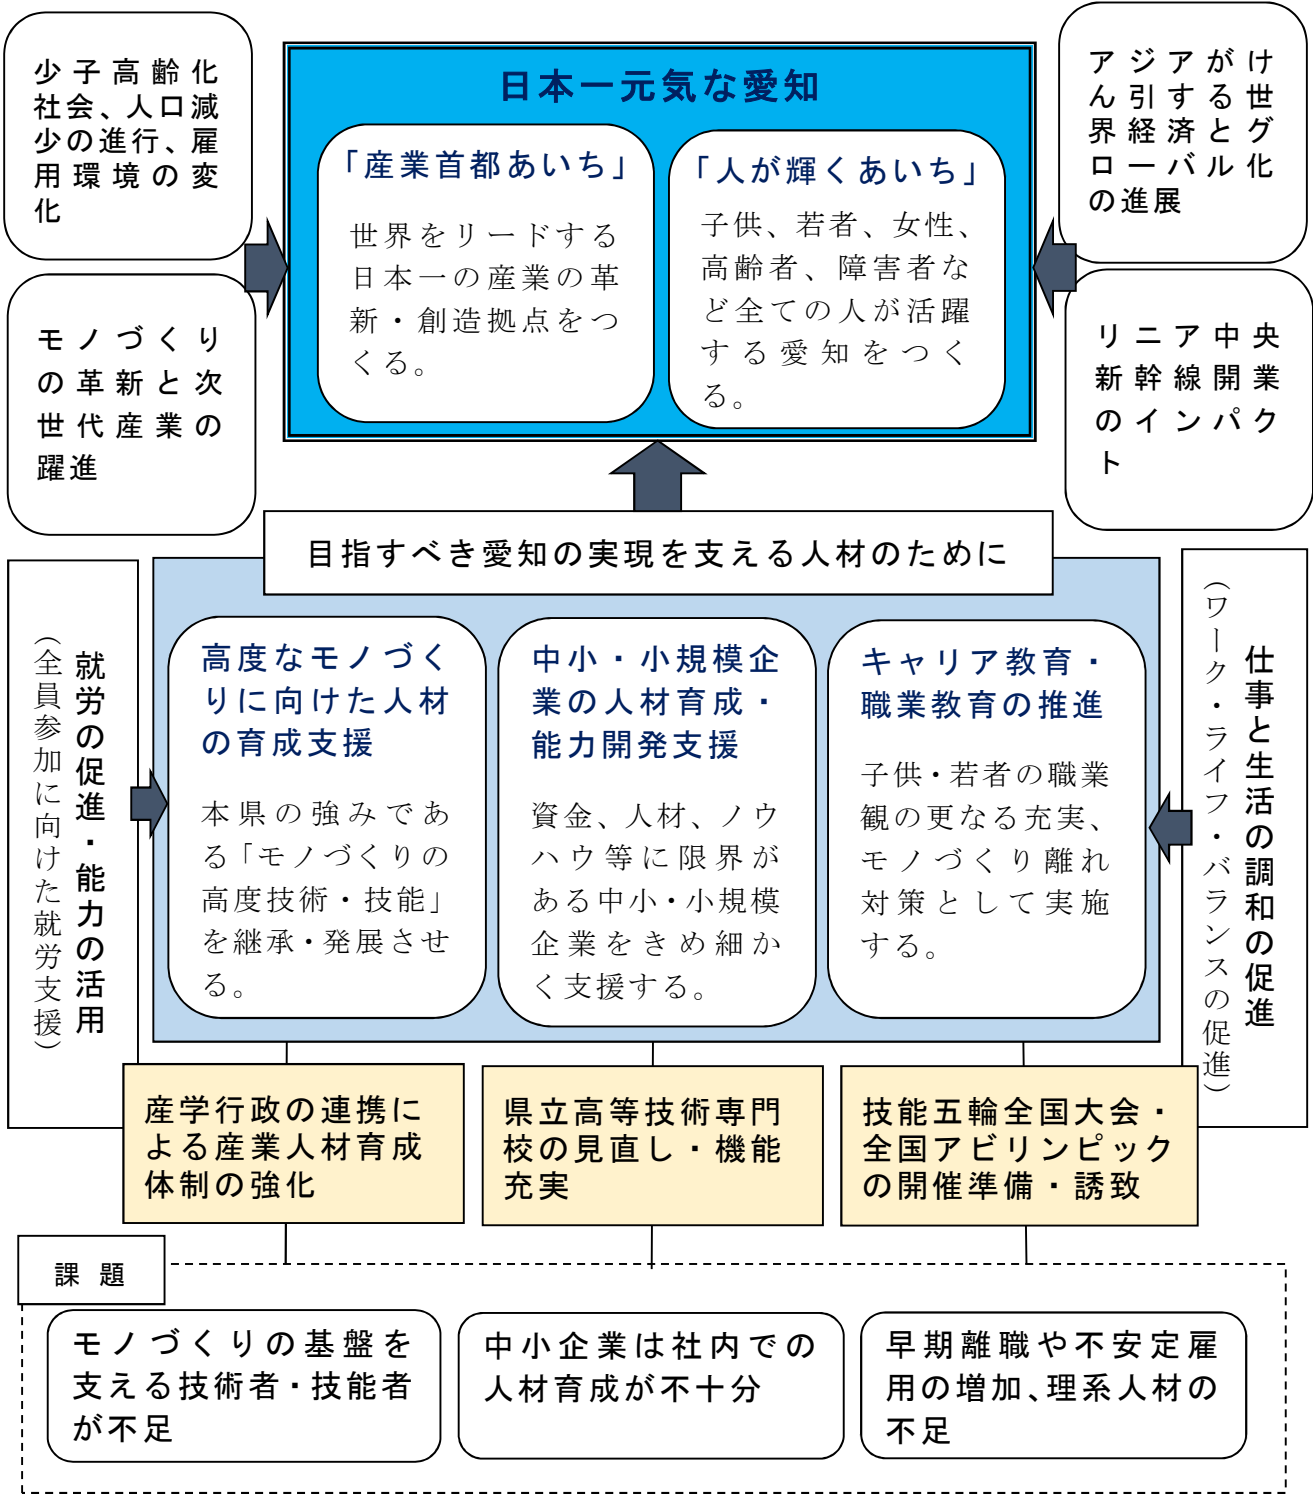 少子高齢化
社会、人口減
少の進行、雇
用環境の変
化
モノづくり
の革新と次
世代産業の
躍進
日本一元気な愛知
「産業首都あいち」
世界をリードする
日本一の産業の革
新・創造拠点をつ
くる。
「人が輝くあいち」
子供、若者、女性、
高齢者、障害者な
ど全ての人が活躍
する愛知をつく
る。
アジアがけ
ん引する世
界経済とグ
ローバル化
の進展
リニア中央
新幹線開業
のインパク
ト
目指すべき愛知の実現を支える人材のために
就労の促進・能力の活用
（全員参加に向けた就労支援）
高度なモノづく
りに向けた人材
の育成支援
本県の強みであ
る「モノづくりの
高度技術・技能」
を継承・発展させ
る。
中小・小規模企
業の人材育成・
能力開発支援
資金、人材、ノウ
ハウ等に限界が
ある中小・小規模
企業をきめ細か
く支援する。
キャリア教育・
職業教育の推進
子供・若者の職業
観の更なる充実、
モノづくり離れ
対策として実施
する。
仕事と生活の調和の促進
（ワーク・ライフ・バランスの促進）
産学行政の連携に
よる産業人材育成
体制の強化
県立高等技術専門
校の見直し・機能
充実
技能五輪全国大会・
全国アビリンピック
の開催準備・誘致
課 題
モノづくりの基盤を
支える技術者・技能者
が不足
中小企業は社内での
人材育成が不十分
早期離職や不安定雇
用の増加、理系人材の
不足